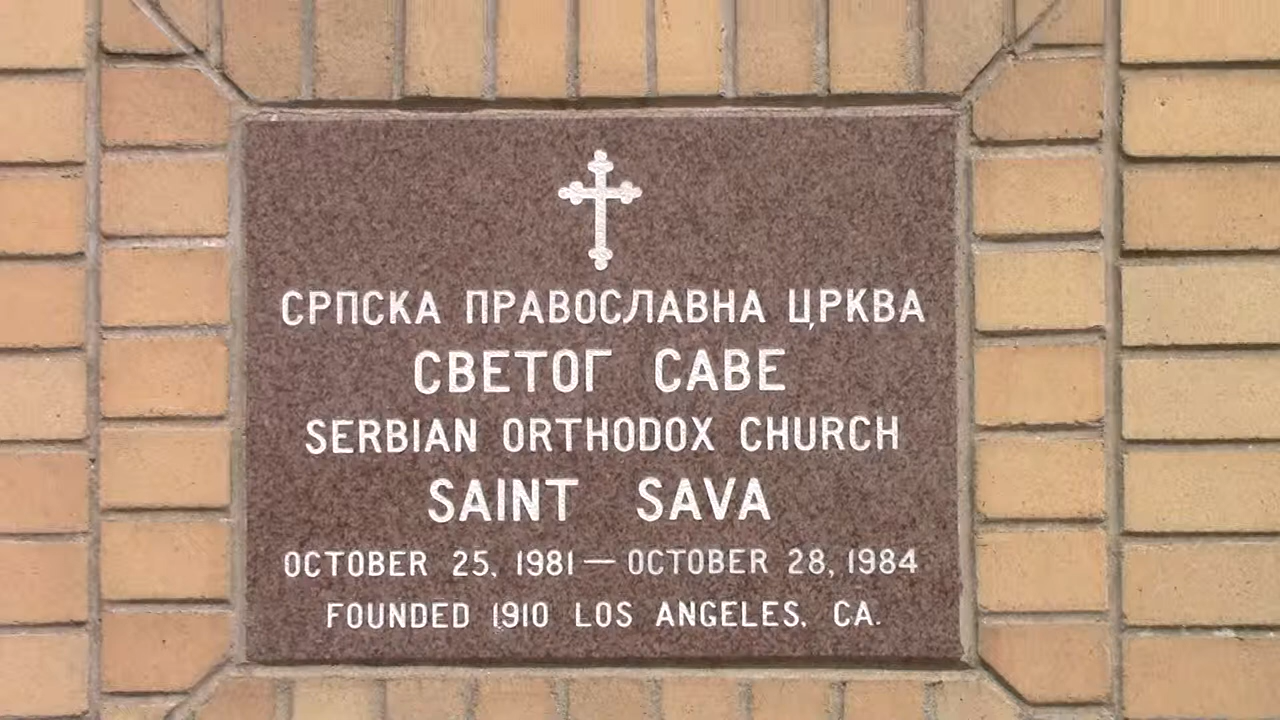 СРПСКА ПРАВОСЛАВНА ЦРКВА
СВЕТОГ САВЕ
SERBIAN ORTHODOX CHURCH
SAINT SAVA
OCTOBER 25, 1981 — OCTOBER 28, 1984
FOUNDED 1910 LOS ANGELES, CA.